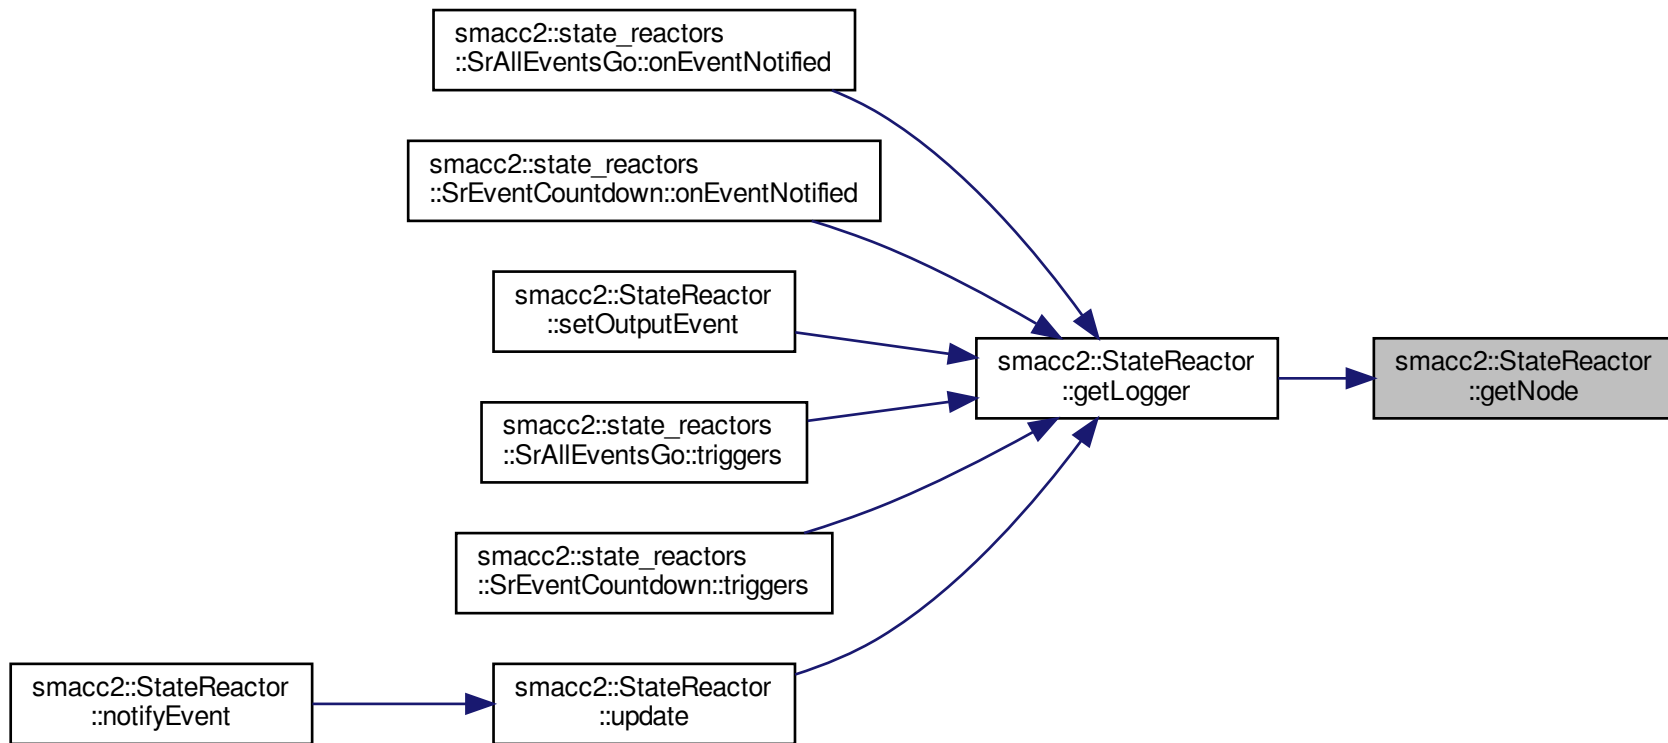 smacc2::state_reactors
::SrAllEventsGo::onEventNotified
smacc2::state_reactors
::SrEventCountdown::onEventNotified
smacc2::StateReactor
::setOutputEvent
smacc2::StateReactor
::getLogger
smacc2::StateReactor
::getNode
smacc2::state_reactors
::SrAllEventsGo::triggers
smacc2::state_reactors
::SrEventCountdown::triggers
smacc2::StateReactor
::notifyEvent
smacc2::StateReactor
::update